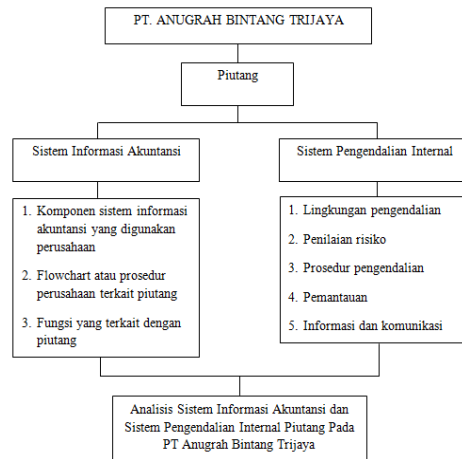 PT. ANUGRAH BINTANG TRIJAYA
Piutang
Sistem Informasi Akuntansi
1. Komponen sistem informasi
akuntansi yang digunakan
perusahaan
2. Flowchart atau prosedur
perusahaan terkait piutang
3. Fungsi yang terkait dengan
piutang
Sistem Pengendalian Internal
1. Lingkungan pengendalian
2. Penilaian risiko
3. Prosedur pengendalian
4. Pemantauan
5. Informasi dan komunikasi
Analisis Sistem Informasi Akuntansi dan
Sistem Pengendalian Internal Piutang Pada
PT Anugrah Bintang Trijaya